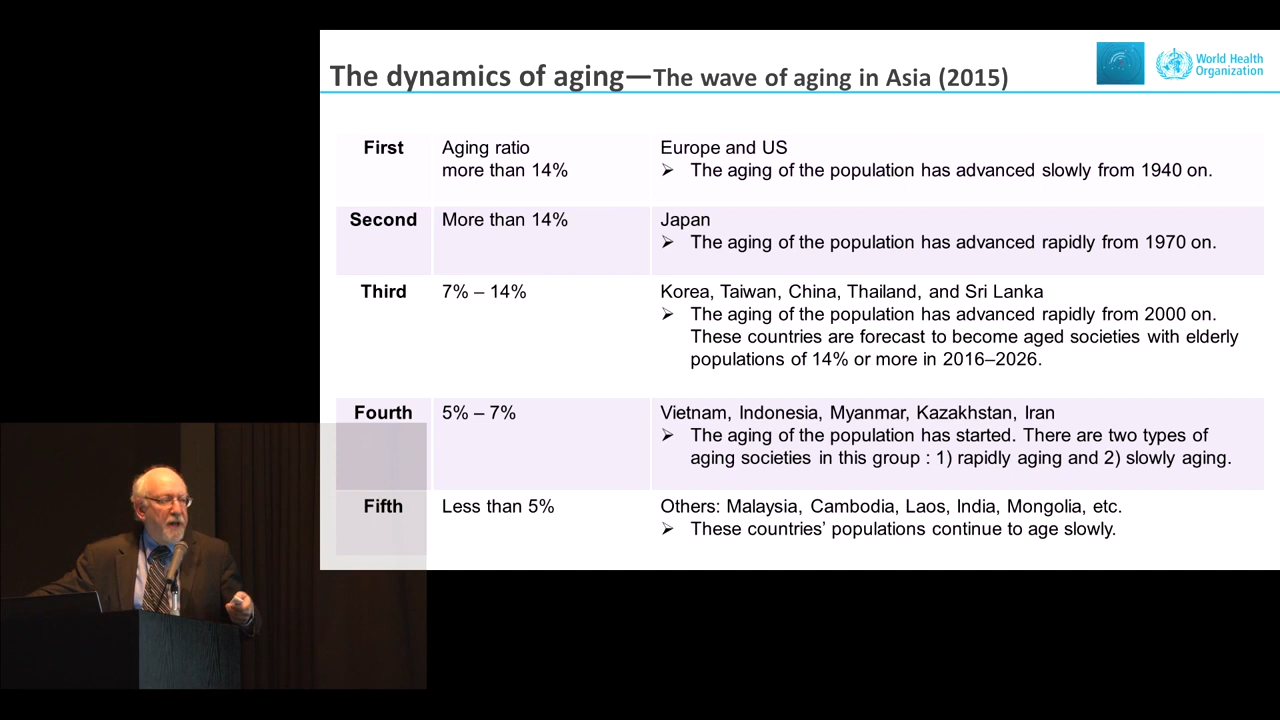 The dynamics of aging—The wave of aging in Asia (2015)
World Health
Organization
First
Aging ratio
more than 14%
Europe and US
➢ The aging of the population has advanced slowly from 1940 on.
Second
More than 14%
Japan
➢ The aging of the population has advanced rapidly from 1970 on.
Third
7% – 14%
Korea, Taiwan, China, Thailand, and Sri Lanka
➢ The aging of the population has advanced rapidly from 2000 on.
These countries are forecast to become aged societies with elderly
populations of 14% or more in 2016–2026.
Fourth
5% – 7%
Vietnam, Indonesia, Myanmar, Kazakhstan, Iran
➢ The aging of the population has started. There are two types of
aging societies in this group : 1) rapidly aging and 2) slowly aging.
Fifth
Less than 5%
Others: Malaysia, Cambodia, Laos, India, Mongolia, etc.
➢ These countries’ populations continue to age slowly.